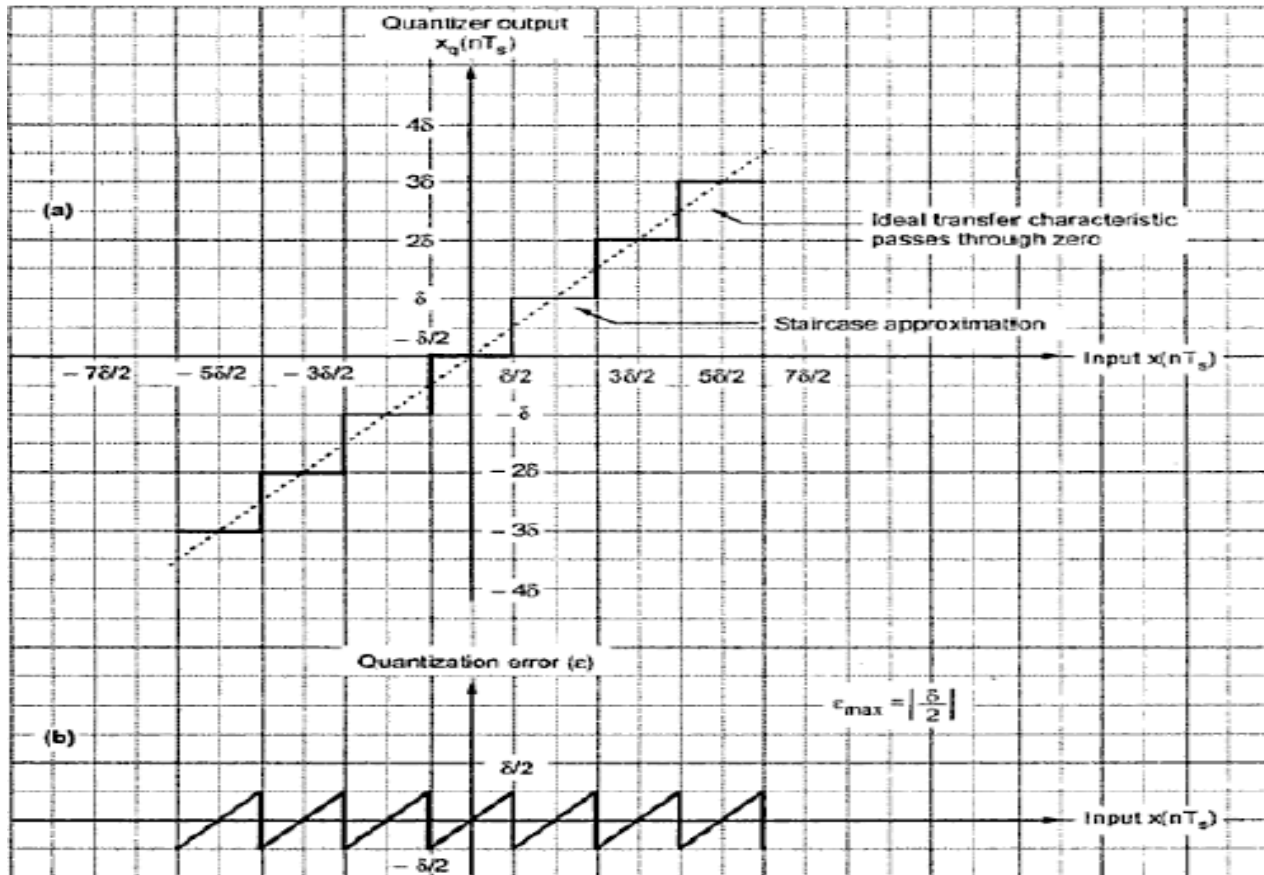 Quantizer output
x_q(nT_s)
4δ
3δ
(a)
Ideal transfer characteristic
passes through zero
2δ
δ
Staircase approximation
– δ/2
Input x(nT_s)
– 7δ/2 – 5δ/2 – 3δ/2 δ/2 3δ/2 5δ/2 7δ/2
– δ
– 2δ
– 3δ
– 4δ
Quantization error (ε)
ε_max = |δ/2|
(b)
δ/2
Input x(nT_s)
– δ/2